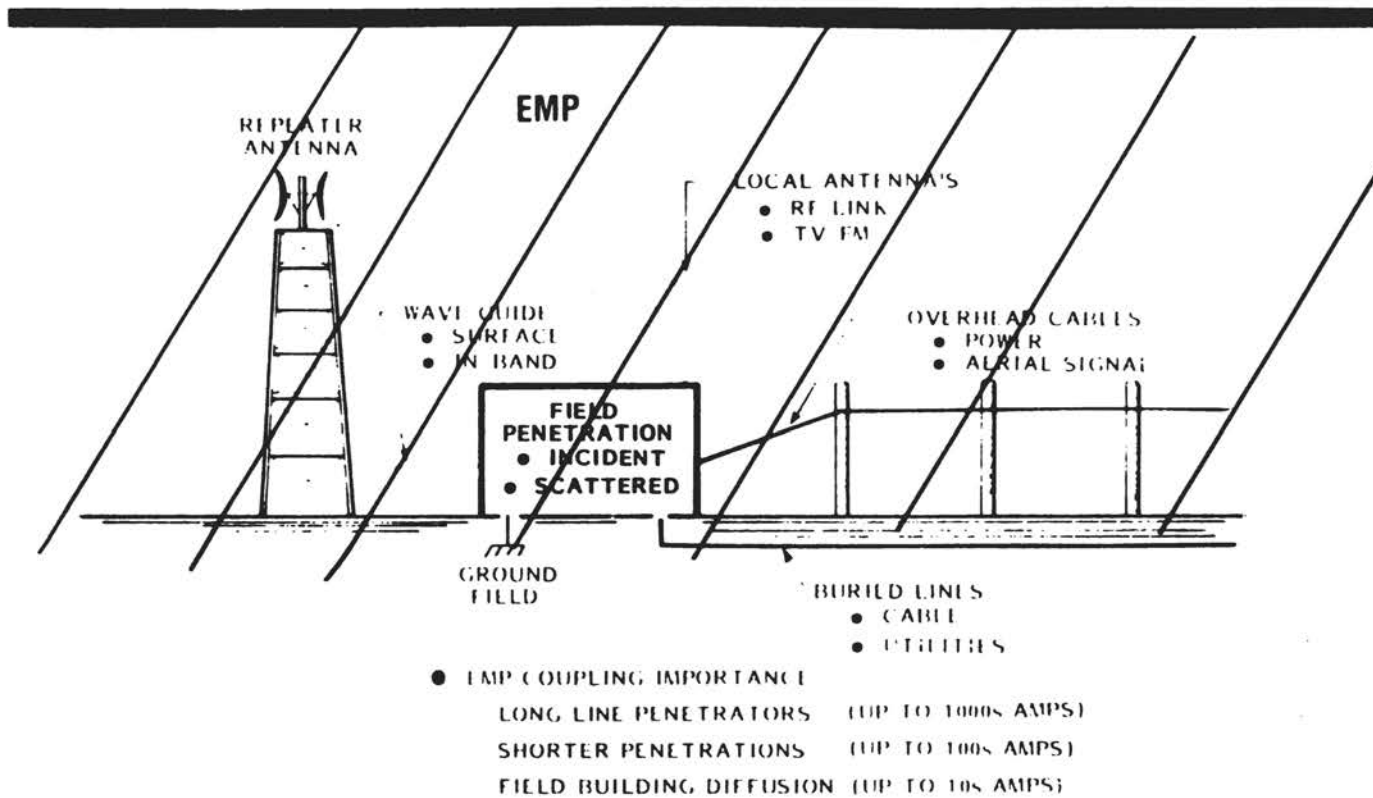 EMP
REPEATER
ANTENNA
LOCAL ANTENNA'S
● RF LINK
● TV FM
WAVE GUIDE
● SURFACE
● IN BAND
OVERHEAD CABLES
● POWER
● AERIAL SIGNAL
FIELD
PENETRATION
● INCIDENT
● SCATTERED
GROUND
FIELD
BURIED LINES
● CABLE
● UTILITIES
● EMP COUPLING IMPORTANCE
LONG LINE PENETRATORS (UP TO 1000s AMPS)
SHORTER PENETRATIONS (UP TO 100s AMPS)
FIELD BUILDING DIFFUSION (UP TO 10s AMPS)